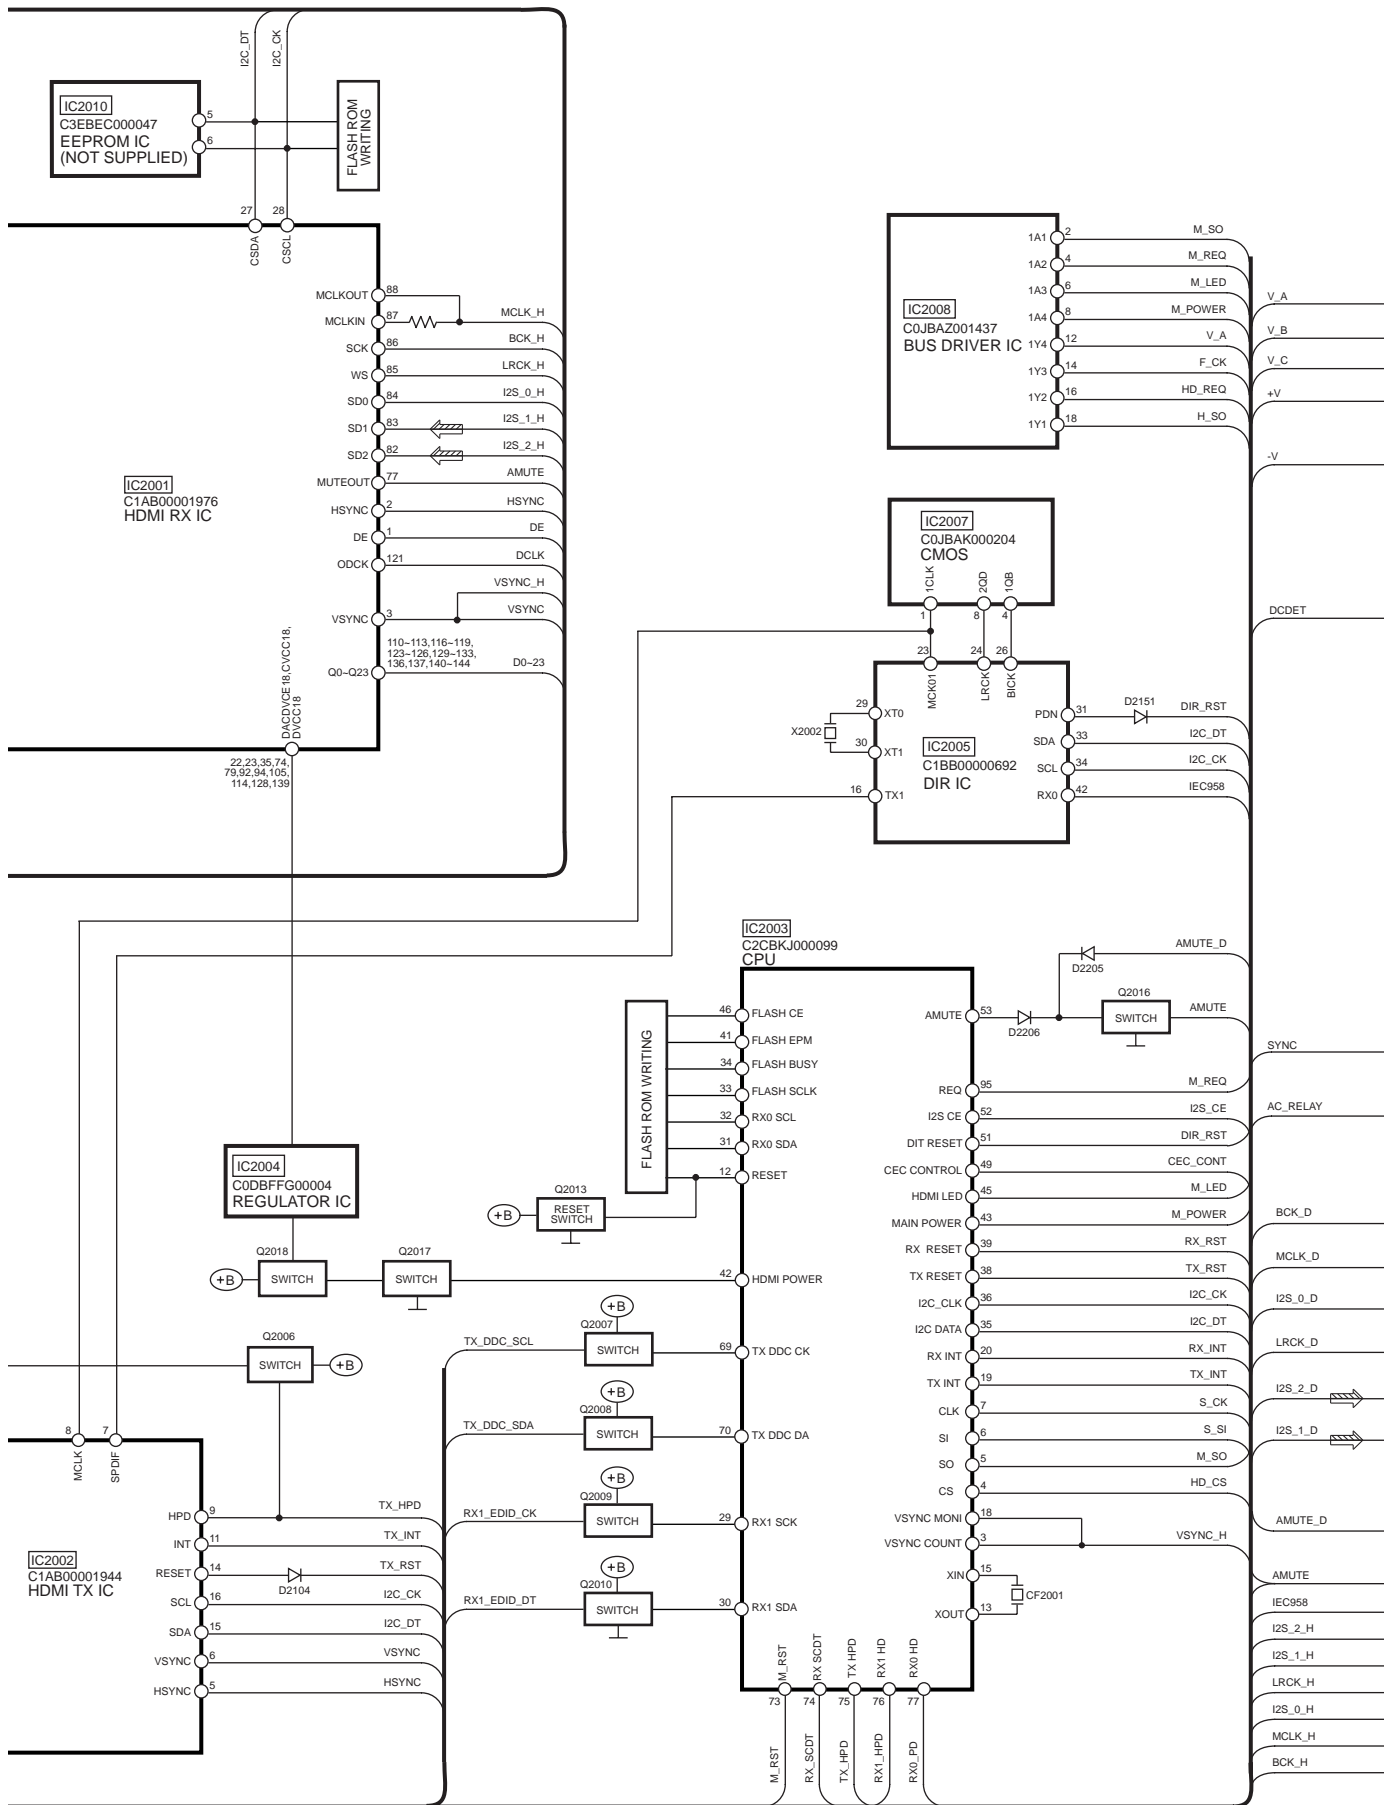 I2C_DT
I2C_CK
IC2010
C3EBEC000047
EEPROM IC
(NOT SUPPLIED)
5
6
FLASH ROM
WRITING
27
28
CSDA
CSCL
MCLKOUT
88
MCLKIN
87
MCLK_H
SCK
86
BCK_H
WS
85
LRCK_H
SD0
84
I2S_0_H
SD1
83
I2S_1_H
SD2
82
I2S_2_H
MUTEOUT
77
AMUTE
HSYNC
2
HSYNC
DE
1
DE
ODCK
121
DCLK
VSYNC_H
VSYNC
3
VSYNC
Q0~Q23
110~113,116~119,
123~126,129~133,
136,137,140~144
D0~23
IC2001
C1AB00001976
HDMI RX IC
DACDVCE18,CVCC18,
DVCC18
22,23,35,74,
79,92,94,105,
114,128,139
IC2008
C0JBAZ001437
BUS DRIVER IC
1A1
2
M_SO
1A2
4
M_REQ
1A3
6
M_LED
1A4
8
M_POWER
1Y4
12
V_A
1Y3
14
F_CK
1Y2
16
HD_REQ
1Y1
18
H_SO
V_A
V_B
V_C
+V
-V
DCDET
IC2007
C0JBAK000204
CMOS
1CLK
2QD
1QB
1
8
4
23
24
26
MCK01
LRCK
BICK
X2002
29
XT0
30
XT1
16
TX1
IC2005
C1BB00000692
DIR IC
PDN
31
D2151
DIR_RST
SDA
33
I2C_DT
SCL
34
I2C_CK
RX0
42
IEC958
IC2003
C2CBKJ000099
CPU
FLASH ROM WRITING
46
FLASH CE
41
FLASH EPM
34
FLASH BUSY
33
FLASH SCLK
32
RX0 SCL
31
RX0 SDA
12
RESET
Q2013
+B
RESET
SWITCH
42
HDMI POWER
69
TX DDC CK
70
TX DDC DA
29
RX1 SCK
30
RX1 SDA
AMUTE
53
D2206
D2205
AMUTE_D
Q2016
SWITCH
AMUTE
REQ
95
M_REQ
I2S CE
52
I2S_CE
DIT RESET
51
DIR_RST
CEC CONTROL
49
CEC_CONT
HDMI LED
45
M_LED
MAIN POWER
43
M_POWER
RX RESET
39
RX_RST
TX RESET
38
TX_RST
I2C_CLK
36
I2C_CK
I2C DATA
35
I2C_DT
RX INT
20
RX_INT
TX INT
19
TX_INT
CLK
7
S_CK
SI
6
S_SI
SO
5
M_SO
CS
4
HD_CS
VSYNC MONI
18
VSYNC COUNT
3
VSYNC_H
XIN
15
CF2001
XOUT
13
M_RST
RX SCDT
TX HPD
RX1 HD
RX0 HD
73
74
75
76
77
M_RST
RX_SCDT
TX_HPD
RX1_HPD
RX0_PD
IC2004
C0DBFFG00004
REGULATOR IC
Q2018
+B
SWITCH
Q2017
SWITCH
Q2006
SWITCH
+B
+B
Q2007
TX_DDC_SCL
SWITCH
+B
Q2008
TX_DDC_SDA
SWITCH
+B
Q2009
RX1_EDID_CK
SWITCH
+B
Q2010
RX1_EDID_DT
SWITCH
8
7
MCLK
SPDIF
IC2002
C1AB00001944
HDMI TX IC
HPD
9
TX_HPD
INT
11
TX_INT
RESET
14
D2104
TX_RST
SCL
16
I2C_CK
SDA
15
I2C_DT
VSYNC
6
VSYNC
HSYNC
5
HSYNC
SYNC
AC_RELAY
BCK_D
MCLK_D
I2S_0_D
LRCK_D
I2S_2_D
I2S_1_D
AMUTE_D
AMUTE
IEC958
I2S_2_H
I2S_1_H
LRCK_H
I2S_0_H
MCLK_H
BCK_H